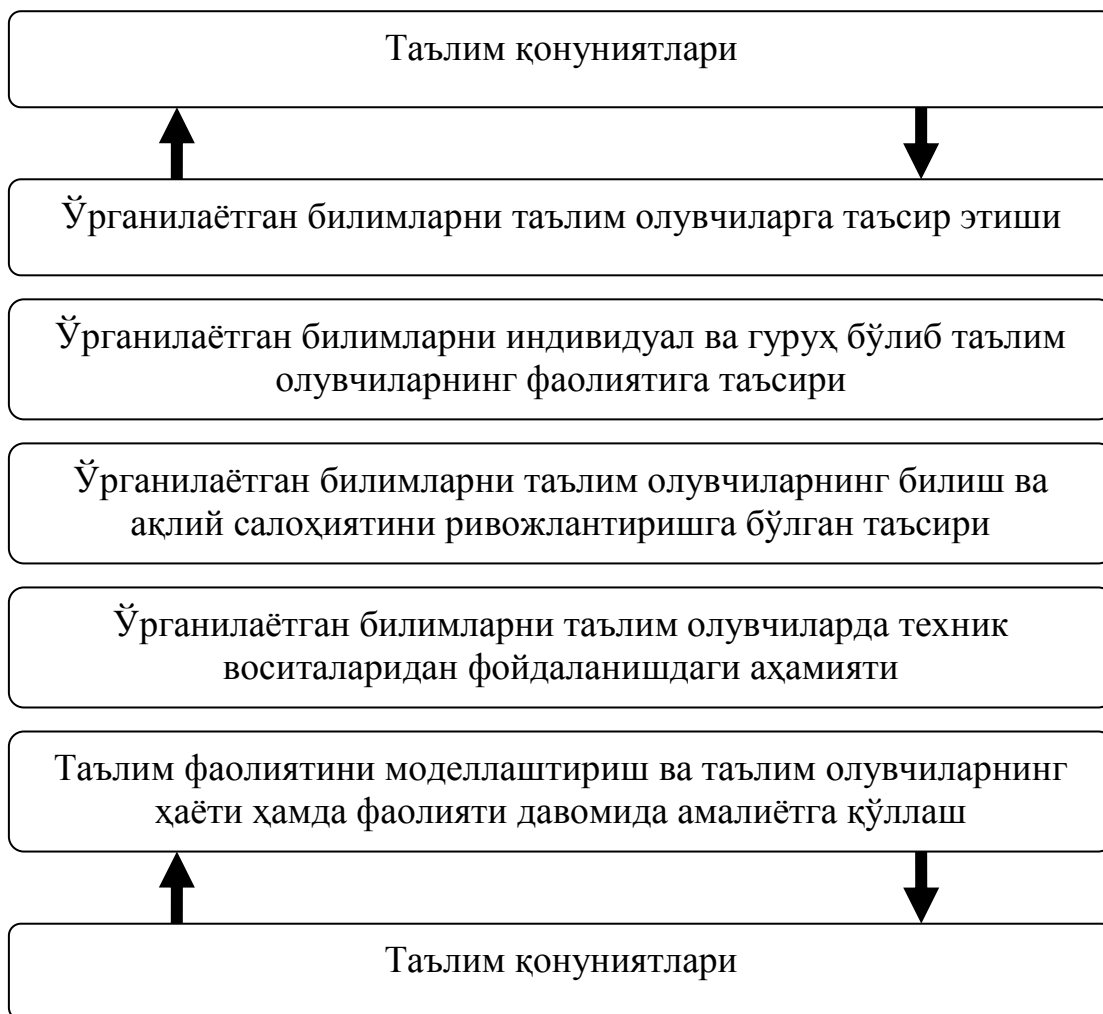 Таълим қонуниятлари
Ўрганилаётган билимларни таълим олувчиларга таъсир этиши
Ўрганилаётган билимларни индивидуал ва гуруҳ бўлиб таълим
олувчиларнинг фаолиятига таъсири
Ўрганилаётган билимларни таълим олувчиларнинг билиш ва
ақлий салоҳиятини ривожлантиришга бўлган таъсири
Ўрганилаётган билимларни таълим олувчиларда техник
воситаларидан фойдаланишдаги аҳамияти
Таълим фаолиятини моделлаштириш ва таълим олувчиларнинг
ҳаёти ҳамда фаолияти давомида амалиётга қўллаш
Таълим қонуниятлари